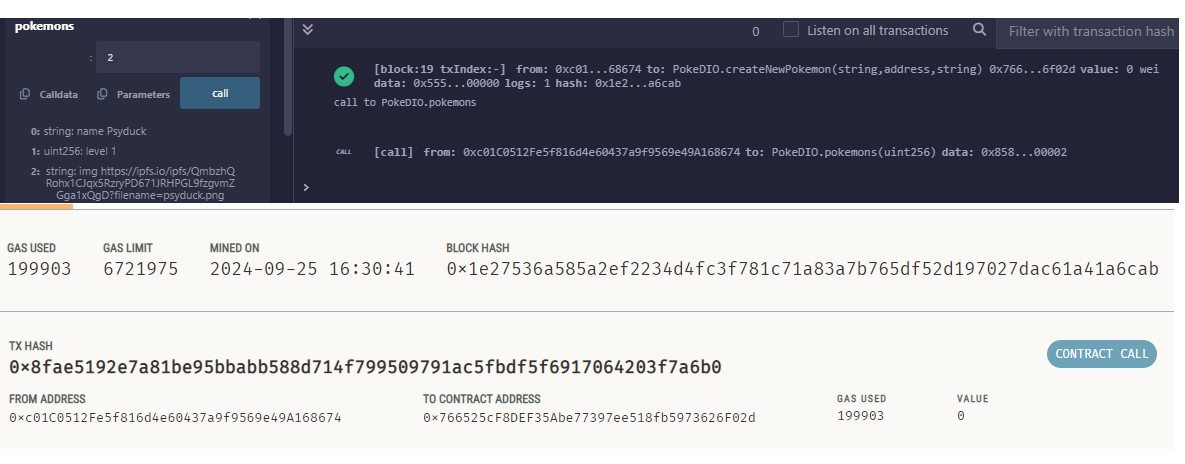 pokemons
: 2
Calldata Parameters call
0: string: name Psyduck
1: uint256: level 1
2: string: img https://ipfs.io/ipfs/QmbzhQ
Rohx1CJqx5RzryPD671JRHPGL9fzgvmZ
Gga1xQgD?filename=psyduck.png
0 Listen on all transactions Filter with transaction hash
[block:19 txIndex:-] from: 0xc01...68674 to: PokeDIO.createNewPokemon(string,address,string) 0x766...6f02d value: 0 wei
data: 0x555...00000 logs: 1 hash: 0x1e2...a6cab
call to PokeDIO.pokemons
CALL [call] from: 0xc01C0512Fe5f816d4e60437a9f9569e49A168674 to: PokeDIO.pokemons(uint256) data: 0x858...00002
>
GAS USED GAS LIMIT MINED ON BLOCK HASH
199903 6721975 2024-09-25 16:30:41 0×1e27536a585a2ef2234d4fc3f781c71a83a7b765df52d197027dac61a41a6cab
TX HASH
0×8fae5192e7a81be95bbabb588d714f799509791ac5fbdf5f6917064203f7a6b0
CONTRACT CALL
FROM ADDRESS TO CONTRACT ADDRESS GAS USED VALUE
0×c01C0512Fe5f816d4e60437a9f9569e49A168674 0×766525cF8DEF35Abe77397ee518fb5973626F02d 199903 0